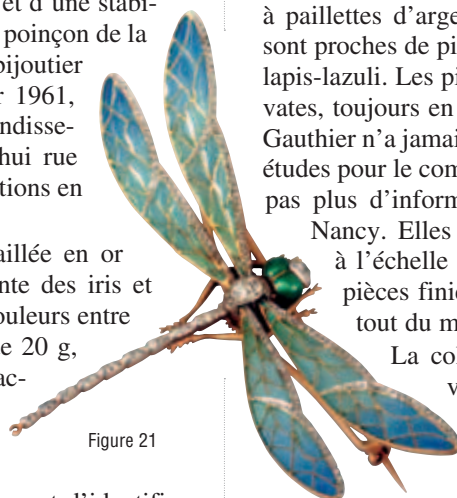 et d'une stabi-
poinçon de la
bijoutier
r 1961,
ndisse-
hui rue
tions en
aillée en or
nte des iris et
ouleurs entre
e 20 g,
ac-
Figure 21
à paillettes d'arge
sont proches de pi
lapis-lazuli. Les pi
vates, toujours en
Gauthier n'a jamai
études pour le com
pas plus d'inform
Nancy. Elles
à l'échelle
pièces finie
tout du m
La col
v